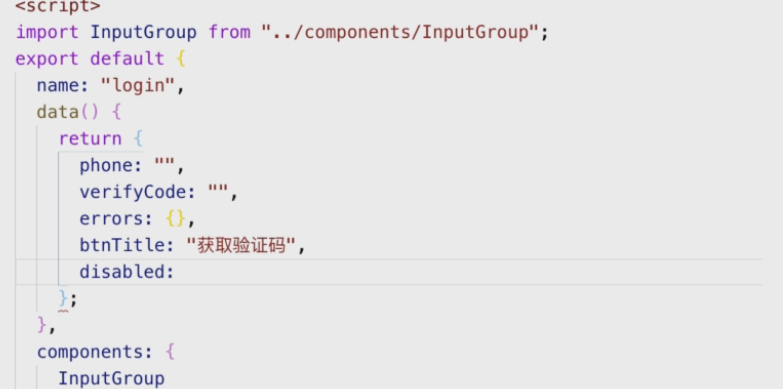 <script>
import InputGroup from "../components/InputGroup";
export default {
name: "login",
data() {
return {
phone: "",
verifyCode: "",
errors: {},
btnTitle: "获取验证码",
disabled:
};
},
components: {
InputGroup